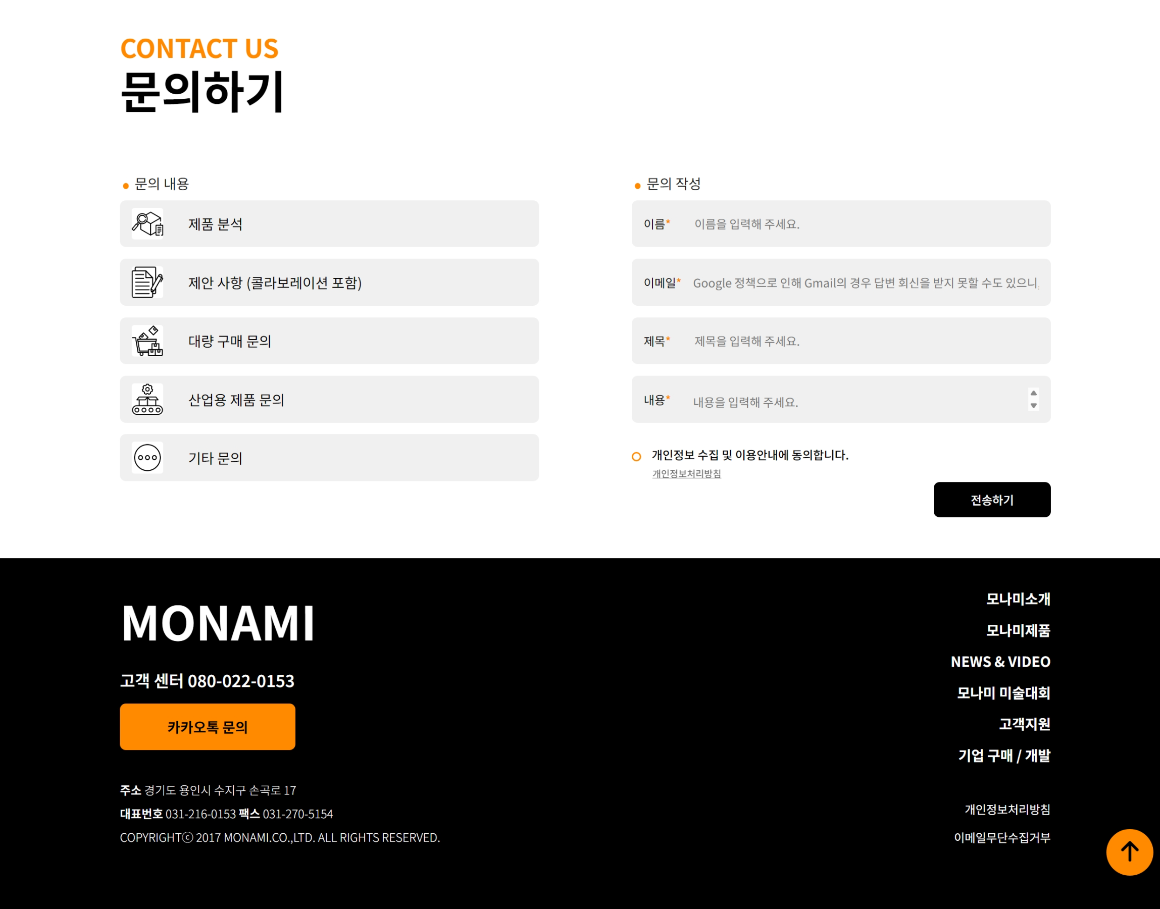 CONTACT US
문의하기
문의 내용
제품 분석
제안 사항 (콜라보레이션 포함)
대량 구매 문의
산업용 제품 문의
기타 문의
문의 작성
이름* 이름을 입력해 주세요.
이메일* Google 정책으로 인해 Gmail의 경우 답변 회신을 받지 못할 수도 있으니
제목* 제목을 입력해 주세요.
내용* 내용을 입력해 주세요.
개인정보 수집 및 이용안내에 동의합니다.
개인정보처리방침
전송하기
MONAMI
고객 센터 080-022-0153
카카오톡 문의
주소 경기도 용인시 수지구 손곡로 17
대표번호 031-216-0153 팩스 031-270-5154
COPYRIGHTⓒ 2017 MONAMI.CO.,LTD. ALL RIGHTS RESERVED.
모나미소개
모나미제품
NEWS & VIDEO
모나미 미술대회
고객지원
기업 구매 / 개발
개인정보처리방침
이메일무단수집거부